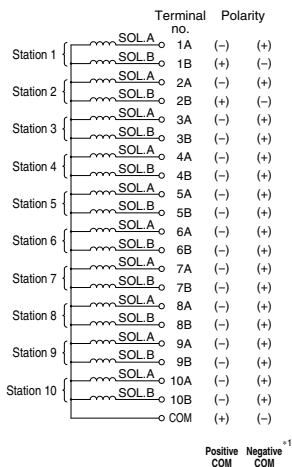 Terminal no. Polarity
Station 1 SOL.A 1A (–) (+)
SOL.B 1B (+) (–)
Station 2 SOL.A 2A (–) (+)
SOL.B 2B (+) (–)
Station 3 SOL.A 3A (–) (+)
SOL.B 3B (–) (+)
Station 4 SOL.A 4A (–) (+)
SOL.B 4B (–) (+)
Station 5 SOL.A 5A (–) (+)
SOL.B 5B (–) (+)
Station 6 SOL.A 6A (–) (+)
SOL.B 6B (–) (+)
Station 7 SOL.A 7A (–) (+)
SOL.B 7B (–) (+)
Station 8 SOL.A 8A (–) (+)
SOL.B 8B (–) (+)
Station 9 SOL.A 9A (–) (+)
SOL.B 9B (–) (+)
Station 10 SOL.A 10A (–) (+)
SOL.B 10B (–) (+)
COM (+) (–)
Positive COM Negative COM *1